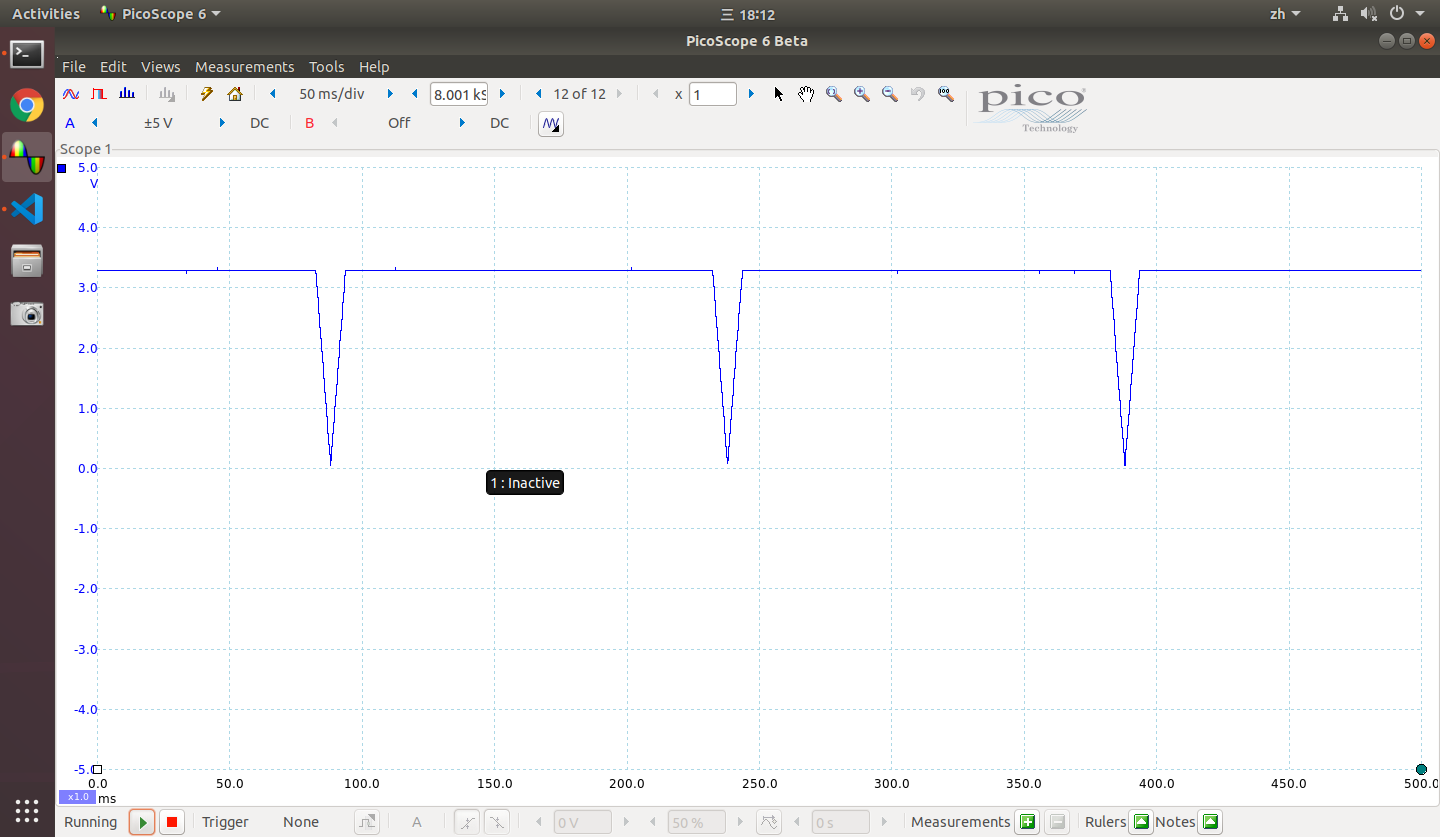 Activities PicoScope 6 三 18:12 zh
PicoScope 6 Beta
File Edit Views Measurements Tools Help
50 ms/div 8.001 kS 12 of 12 x 1
pico
Technology
A ±5 V DC B Off DC
Scope 1
5.0
V
4.0
3.0
2.0
1.0
0.0
1 : Inactive
-1.0
-2.0
-3.0
-4.0
-5.0
0.0 50.0 100.0 150.0 200.0 250.0 300.0 350.0 400.0 450.0 500.0
x1.0 ms
Running Trigger None A 0 V 50 % 0 s Measurements Rulers Notes